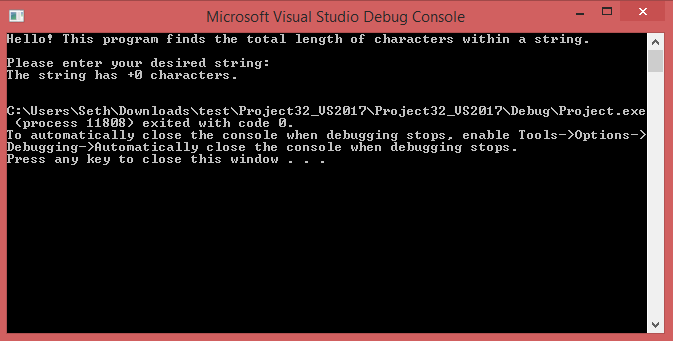 Microsoft Visual Studio Debug Console
Hello! This program finds the total length of characters within a string.
Please enter your desired string:
The string has +0 characters.
C:\Users\Seth\Downloads\test\Project32_VS2017\Project32_VS2017\Debug\Project.exe
(process 11808) exited with code 0.
To automatically close the console when debugging stops, enable Tools->Options->
Debugging->Automatically close the console when debugging stops.
Press any key to close this window . . .